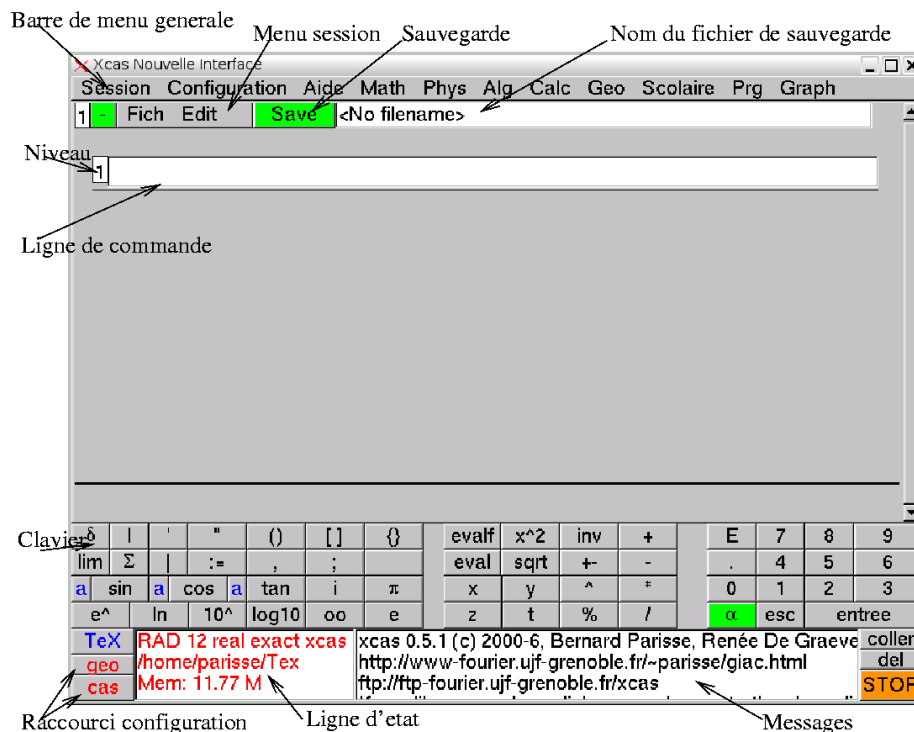 Barre de menu generale
Menu session Sauvegarde Nom du fichier de sauvegarde
Xcas Nouvelle Interface
Session Configuration Aide Math Phys Alg Calc Geo Scolaire Prg Graph
1 - Fich Edit Save <No filename>
Niveau
1
Ligne de commande
Clavier
δ | ' " () [] {} evalf x^2 inv + E 7 8 9
lim Σ | := , ; eval sqrt +- - . 4 5 6
a sin a cos a tan i π x y ^ * 0 1 2 3
e^ ln 10^ log10 oo e z t % / α esc entree
TeX RAD 12 real exact xcas xcas 0.5.1 (c) 2000-6, Bernard Parisse, Renée De Graeve coller
geo /home/parisse/Tex http://www-fourier.ujf-grenoble.fr/~parisse/giac.html del
cas Mem: 11.77 M ftp://ftp-fourier.ujf-grenoble.fr/xcas STOP
Raccourci configuration Ligne d'etat Messages